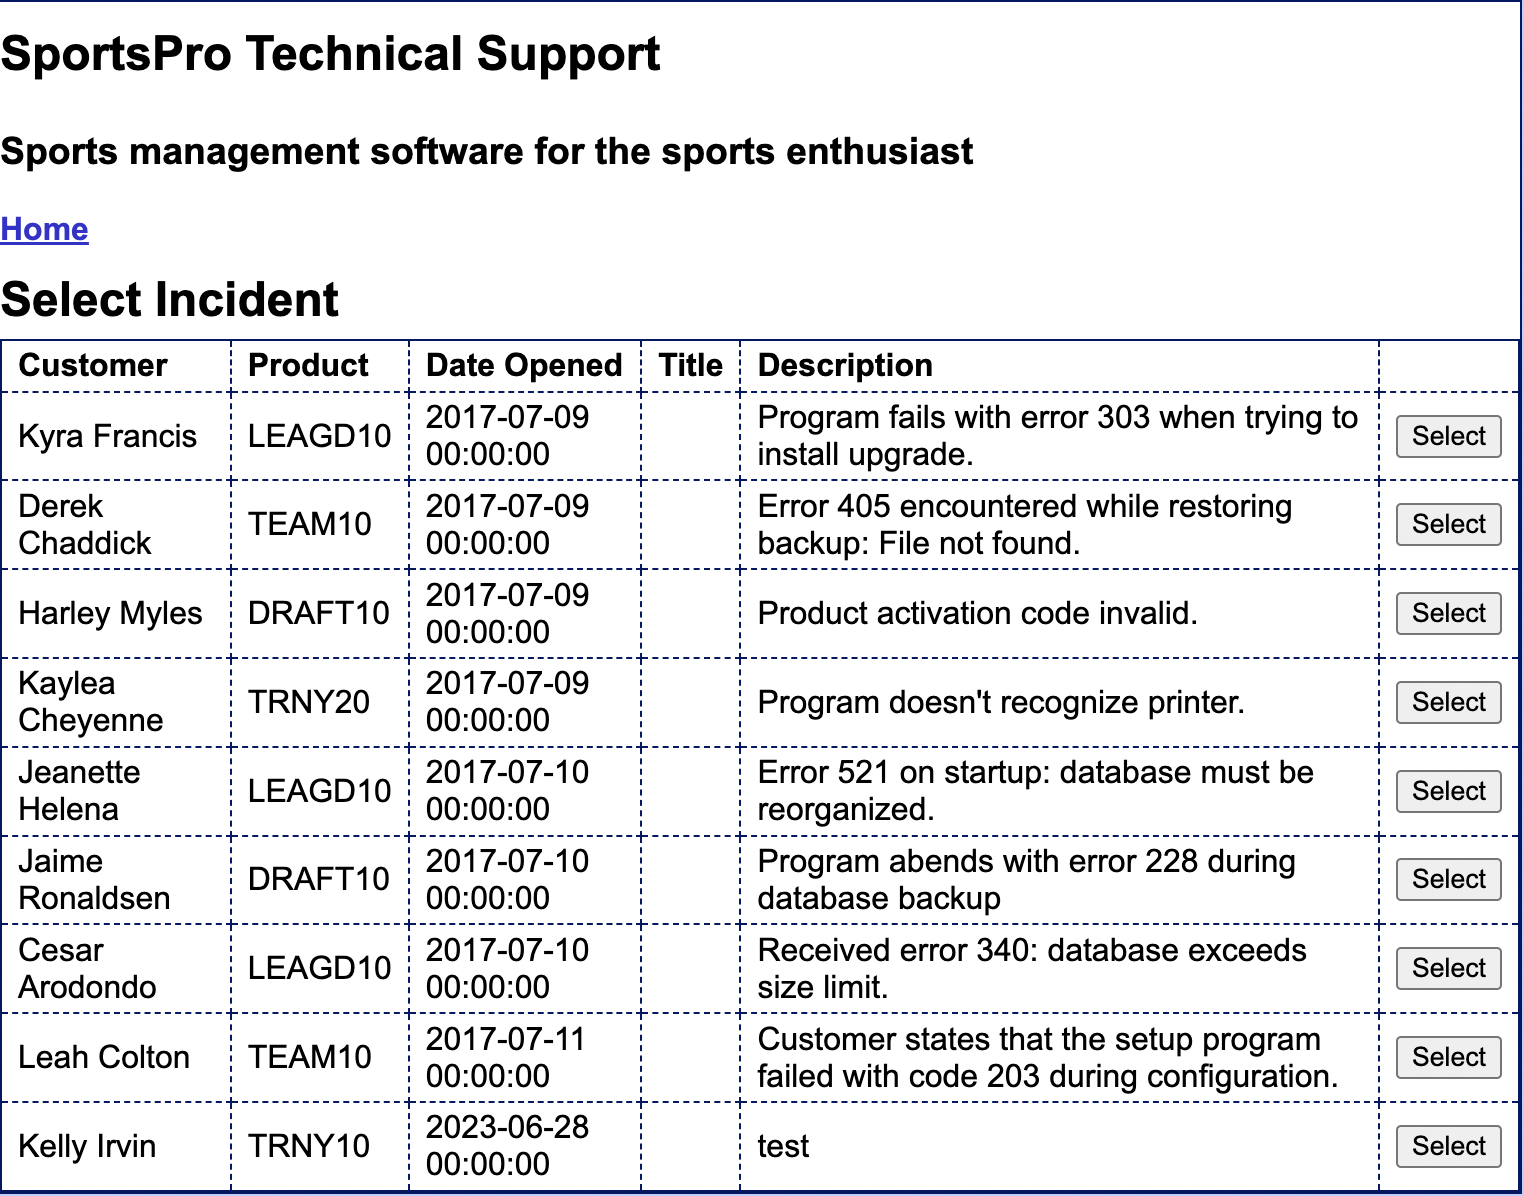 SportsPro Technical Support
Sports management software for the sports enthusiast
Home
Select Incident
Customer Product Date Opened Title Description
Kyra Francis LEAGD10 2017-07-09 00:00:00 Program fails with error 303 when trying to install upgrade. Select
Derek Chaddick TEAM10 2017-07-09 00:00:00 Error 405 encountered while restoring backup: File not found. Select
Harley Myles DRAFT10 2017-07-09 00:00:00 Product activation code invalid. Select
Kaylea Cheyenne TRNY20 2017-07-09 00:00:00 Program doesn't recognize printer. Select
Jeanette Helena LEAGD10 2017-07-10 00:00:00 Error 521 on startup: database must be reorganized. Select
Jaime Ronaldsen DRAFT10 2017-07-10 00:00:00 Program abends with error 228 during database backup Select
Cesar Arodondo LEAGD10 2017-07-10 00:00:00 Received error 340: database exceeds size limit. Select
Leah Colton TEAM10 2017-07-11 00:00:00 Customer states that the setup program failed with code 203 during configuration. Select
Kelly Irvin TRNY10 2023-06-28 00:00:00 test Select